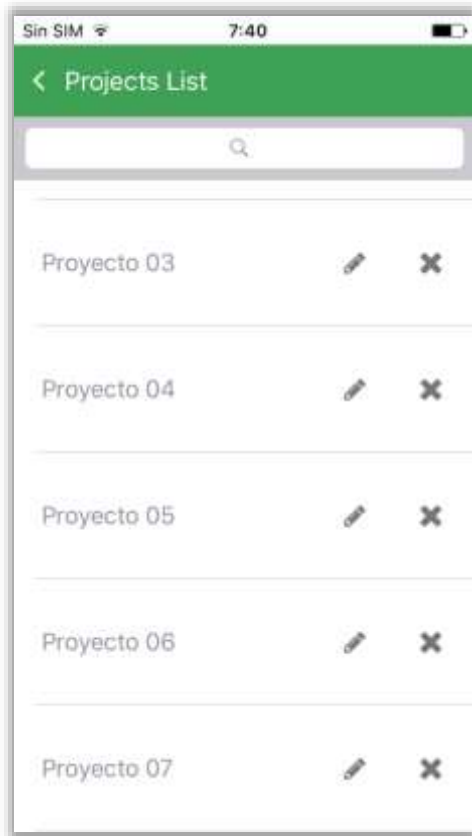 Sin SIM 7:40
Projects List
Proyecto 03
Proyecto 04
Proyecto 05
Proyecto 06
Proyecto 07